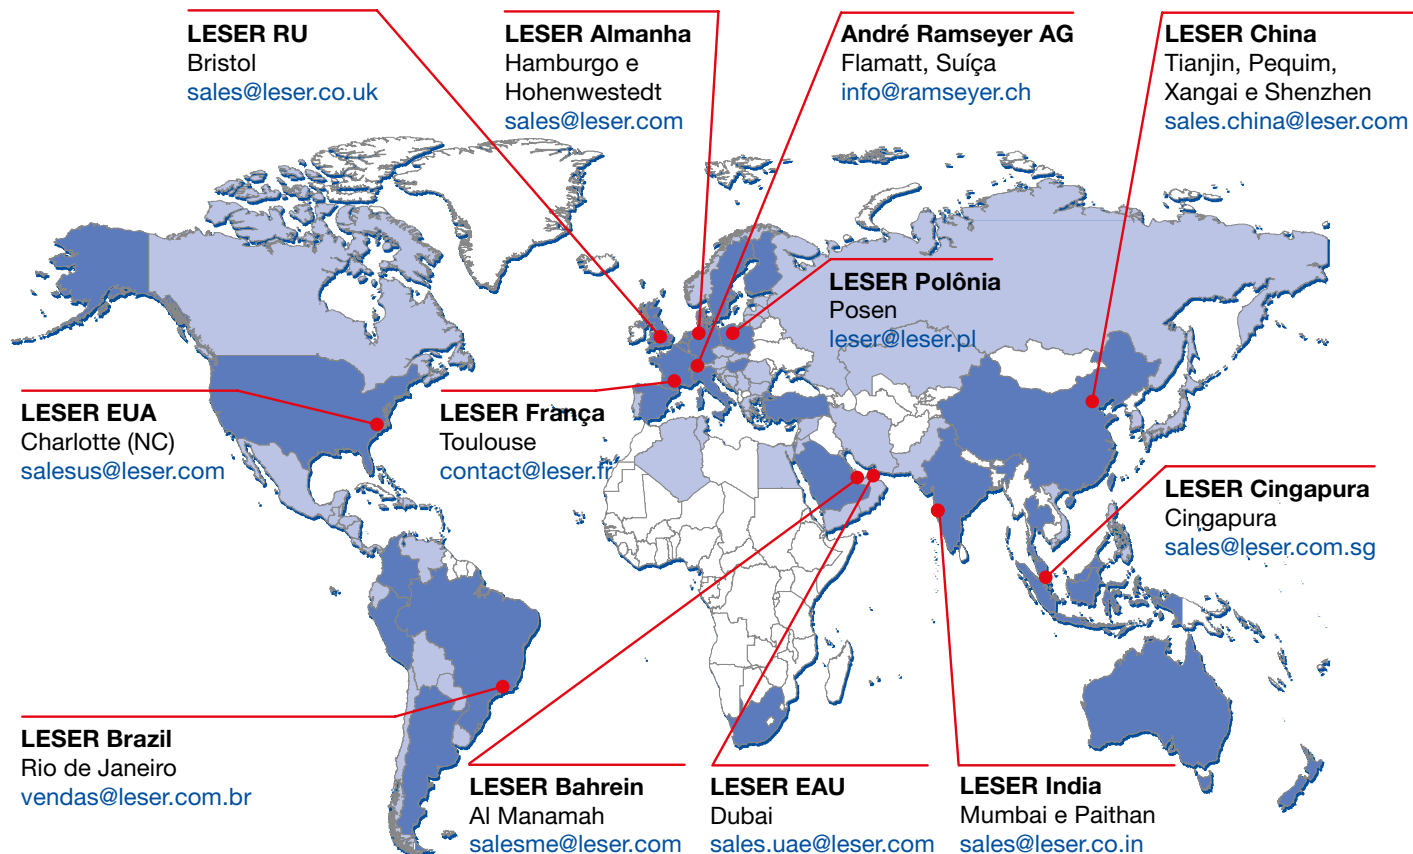 LESER RU
Bristol
sales@leser.co.uk
LESER Almanha
Hamburgo e
Hohenwestedt
sales@leser.com
André Ramseyer AG
Flamatt, Suíça
info@ramseyer.ch
LESER China
Tianjin, Pequim,
Xangai e Shenzhen
sales.china@leser.com
LESER Polônia
Posen
leser@leser.pl
LESER EUA
Charlotte (NC)
salesus@leser.com
LESER França
Toulouse
contact@leser.fr
LESER Cingapura
Cingapura
sales@leser.com.sg
LESER Brazil
Rio de Janeiro
vendas@leser.com.br
LESER Bahrein
Al Manamah
salesme@leser.com
LESER EAU
Dubai
sales.uae@leser.com
LESER India
Mumbai e Paithan
sales@leser.co.in